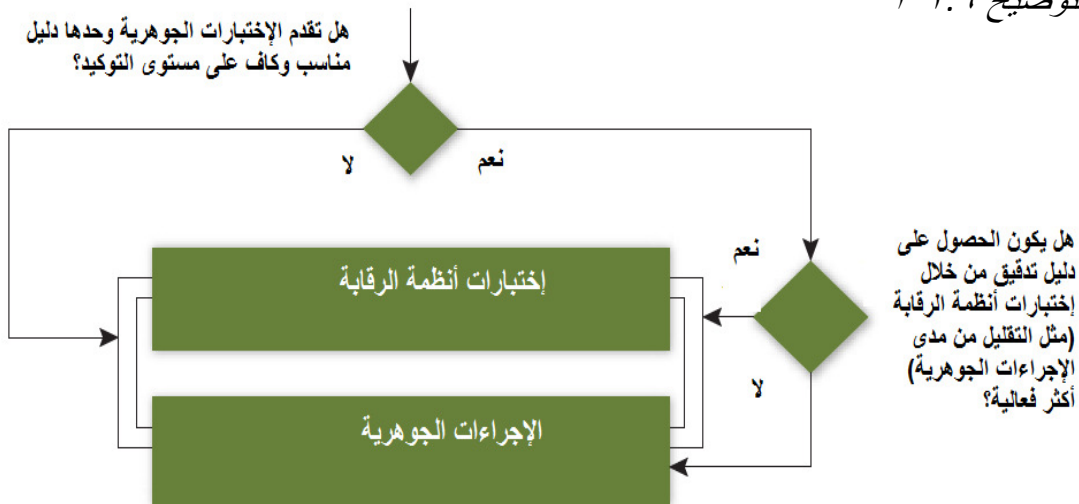 هل تقدم الإختبارات الجوهرية وحدها دليل
مناسب وكاف على مستوى التوكيد؟
نعم
لا
هل يكون الحصول على
دليل تدقيق من خلال
إختبارات أنظمة الرقابة
(مثل التقليل من مدى
الإجراءات الجوهرية)
أكثر فعالية؟
نعم
لا
إختبارات أنظمة الرقابة
الإجراءات الجوهرية